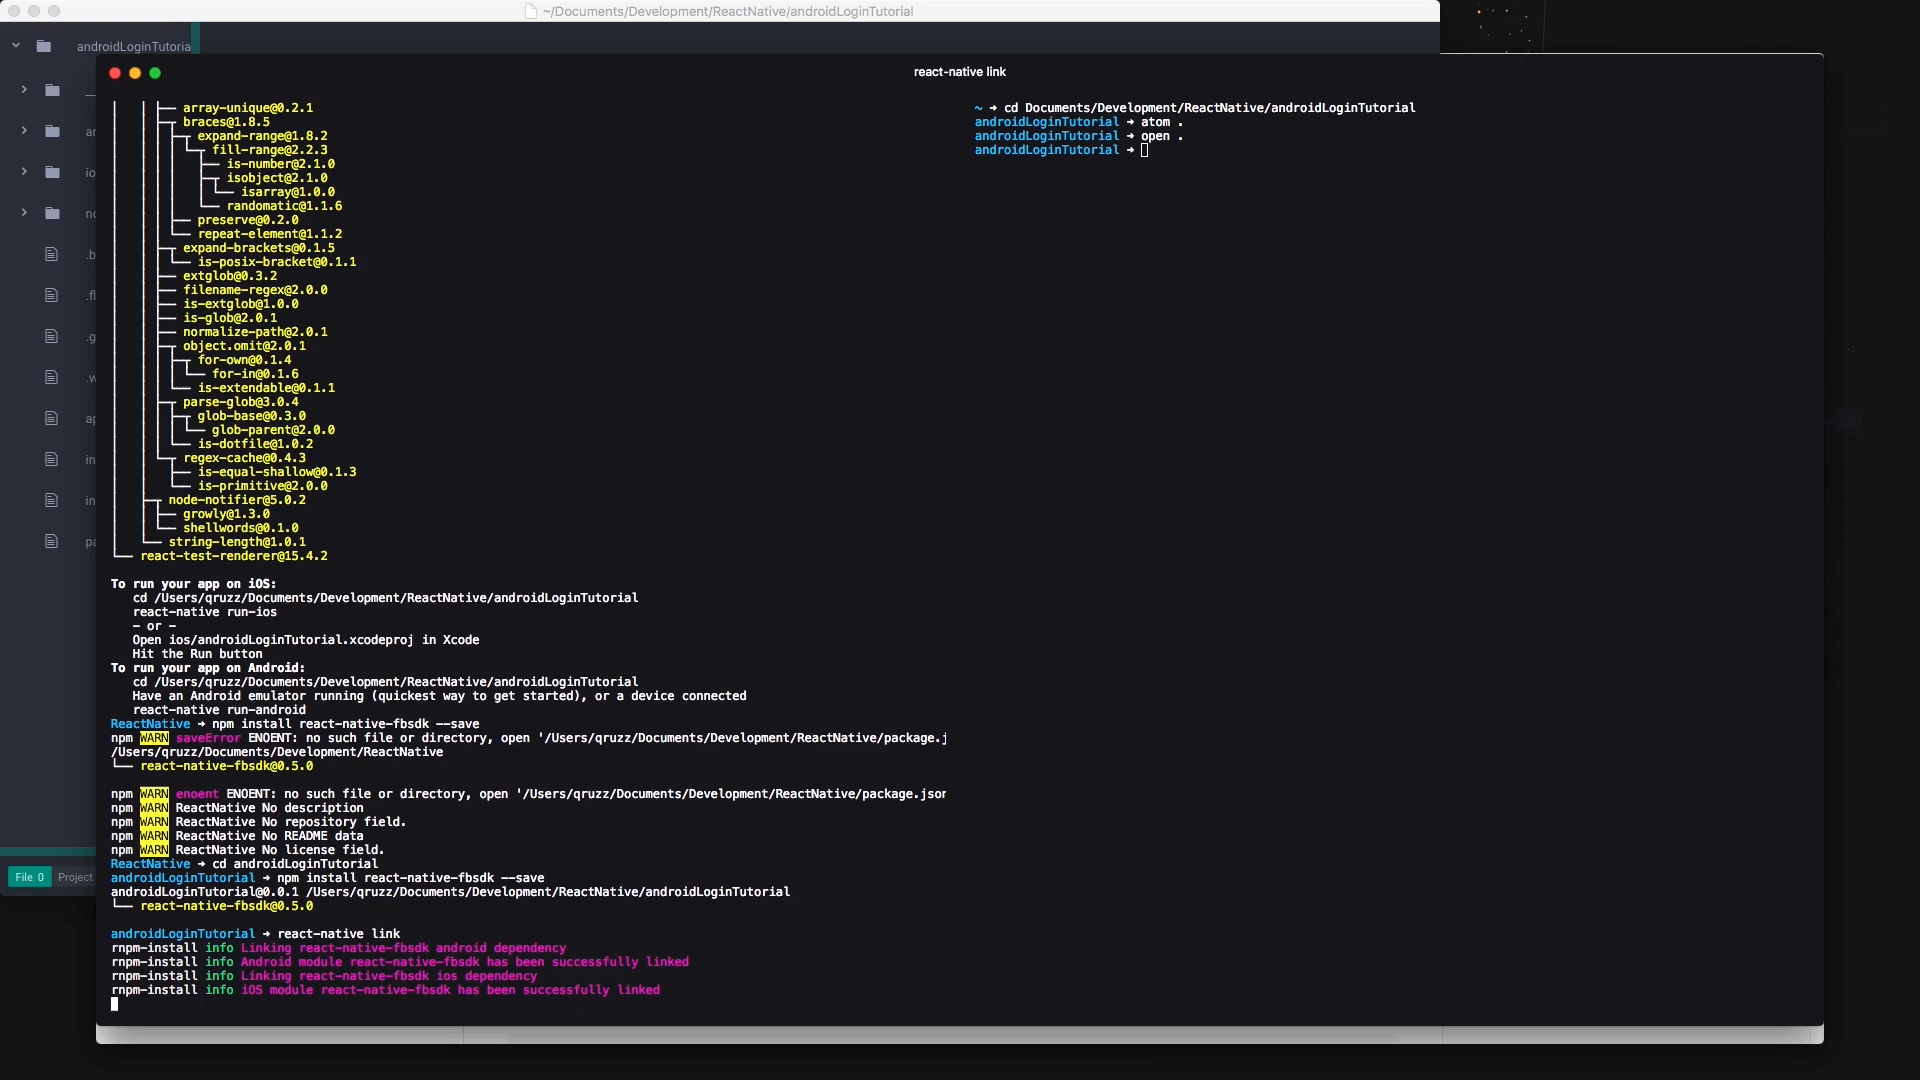 ~/Documents/Development/ReactNative/androidLoginTutorial
androidLoginTutoria
react-native link
├── array-unique@0.2.1
├─┬ braces@1.8.5
├─┬ expand-range@1.8.2
└─┬ fill-range@2.2.3
├── is-number@2.1.0
├─┬ isobject@2.1.0
└── isarray@1.0.0
└── randomatic@1.1.6
├── preserve@0.2.0
└── repeat-element@1.1.2
├─┬ expand-brackets@0.1.5
└── is-posix-bracket@0.1.1
├── extglob@0.3.2
├── filename-regex@2.0.0
├── is-extglob@1.0.0
├── is-glob@2.0.1
├── normalize-path@2.0.1
├─┬ object.omit@2.0.1
├─┬ for-own@0.1.4
└── for-in@0.1.6
└── is-extendable@0.1.1
├─┬ parse-glob@3.0.4
├─┬ glob-base@0.3.0
└── glob-parent@2.0.0
└── is-dotfile@1.0.2
└─┬ regex-cache@0.4.3
├── is-equal-shallow@0.1.3
└── is-primitive@2.0.0
├─┬ node-notifier@5.0.2
├── growly@1.3.0
└── shellwords@0.1.0
└── string-length@1.0.1
└── react-test-renderer@15.4.2
To run your app on iOS:
cd /Users/qruzz/Documents/Development/ReactNative/androidLoginTutorial
react-native run-ios
- or -
Open ios/androidLoginTutorial.xcodeproj in Xcode
Hit the Run button
To run your app on Android:
cd /Users/qruzz/Documents/Development/ReactNative/androidLoginTutorial
Have an Android emulator running (quickest way to get started), or a device connected
react-native run-android
ReactNative → npm install react-native-fbsdk --save
npm WARN saveError ENOENT: no such file or directory, open '/Users/qruzz/Documents/Development/ReactNative/package.j
/Users/qruzz/Documents/Development/ReactNative
└── react-native-fbsdk@0.5.0
npm WARN enoent ENOENT: no such file or directory, open '/Users/qruzz/Documents/Development/ReactNative/package.json
npm WARN ReactNative No description
npm WARN ReactNative No repository field.
npm WARN ReactNative No README data
npm WARN ReactNative No license field.
ReactNative → cd androidLoginTutorial
androidLoginTutorial → npm install react-native-fbsdk --save
androidLoginTutorial@0.0.1 /Users/qruzz/Documents/Development/ReactNative/androidLoginTutorial
└── react-native-fbsdk@0.5.0
androidLoginTutorial → react-native link
rnpm-install info Linking react-native-fbsdk android dependency
rnpm-install info Android module react-native-fbsdk has been successfully linked
rnpm-install info Linking react-native-fbsdk ios dependency
rnpm-install info iOS module react-native-fbsdk has been successfully linked
~ → cd Documents/Development/ReactNative/androidLoginTutorial
androidLoginTutorial → atom .
androidLoginTutorial → open .
androidLoginTutorial →
__
an
io
no
.b
.fl
.g
.w
ap
in
in
pa
File 0 Project